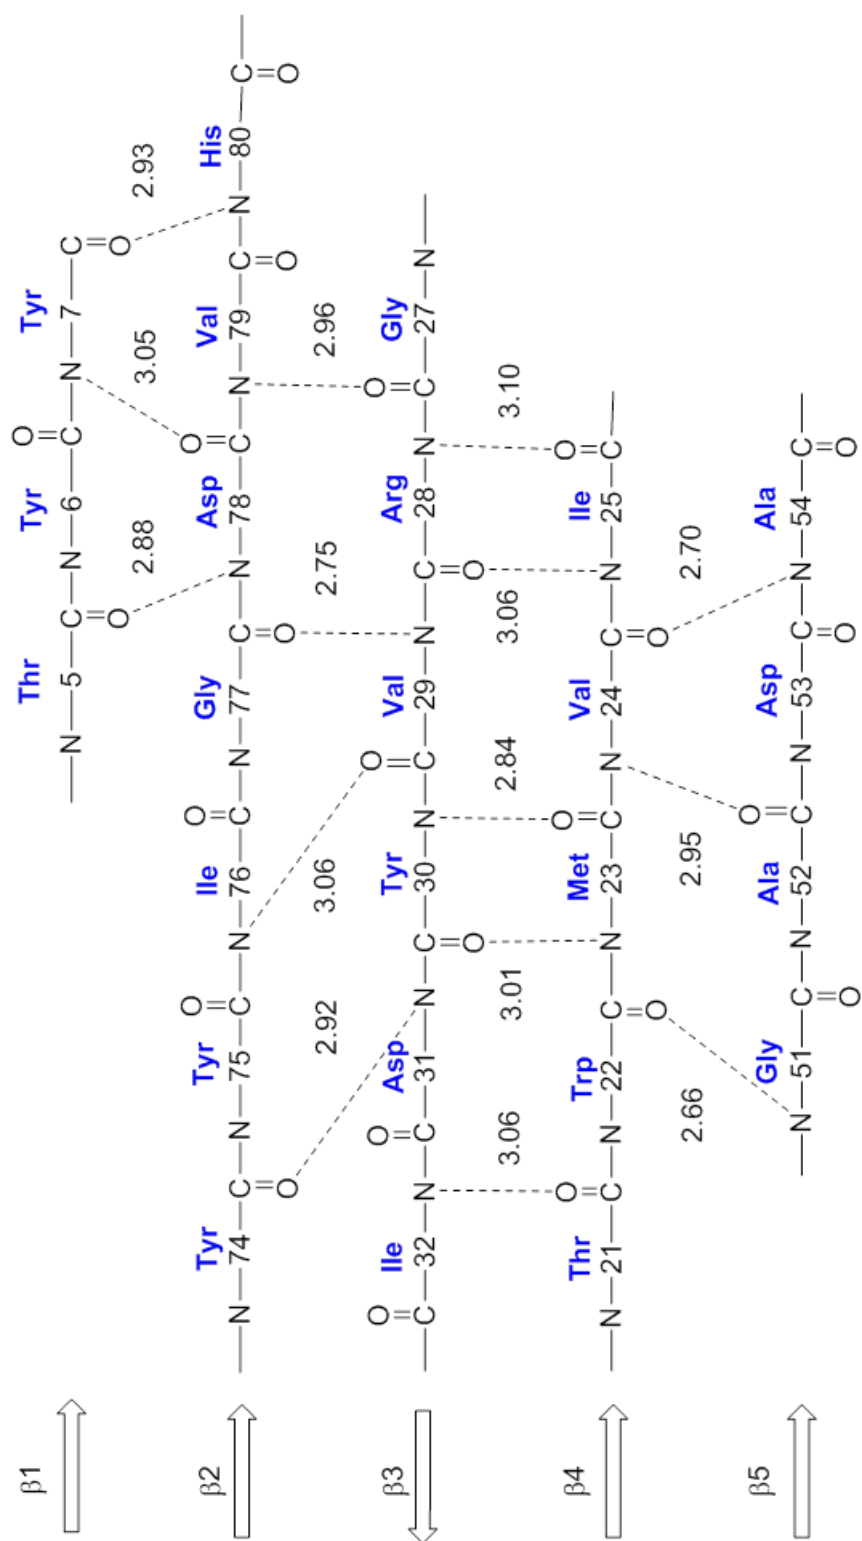 Thr Tyr O Tyr
β1
N 5 C N 6 C N 7 C
O O
2.88 3.05 2.93
Tyr Tyr O Ile O Gly Asp O Val His
β2
N 74 C N 75 C N 76 C N 77 C N 78 C N 79 C N 80 C
O O O O
2.92 3.06 2.75 2.96
O Ile O Asp Tyr O Val Arg O Gly
β3
C 32 N C 31 N C 30 N C 29 N C 28 N C 27 N
O O
3.06 3.01 2.84 3.06 3.10
Thr O Trp Met O Val Ile O
β4
N 21 C N 22 C N 23 C N 24 C N 25 C
O O
2.66 2.95 2.70
Gly Ala O Asp Ala
β5
N 51 C N 52 C N 53 C N 54 C
O O O